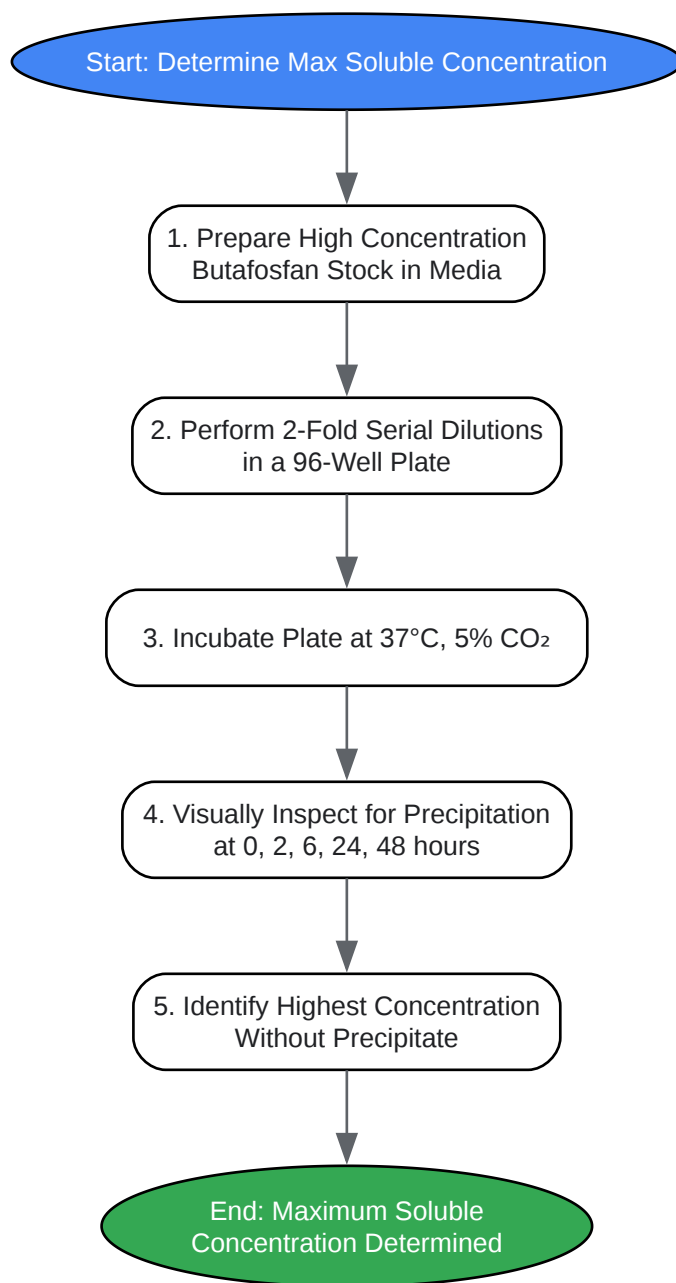 Start: Determine Max Soluble Concentration
1. Prepare High Concentration
Butafosfan Stock in Media
2. Perform 2-Fold Serial Dilutions
in a 96-Well Plate
3. Incubate Plate at 37°C, 5% CO₂
4. Visually Inspect for Precipitation
at 0, 2, 6, 24, 48 hours
5. Identify Highest Concentration
Without Precipitate
End: Maximum Soluble
Concentration Determined